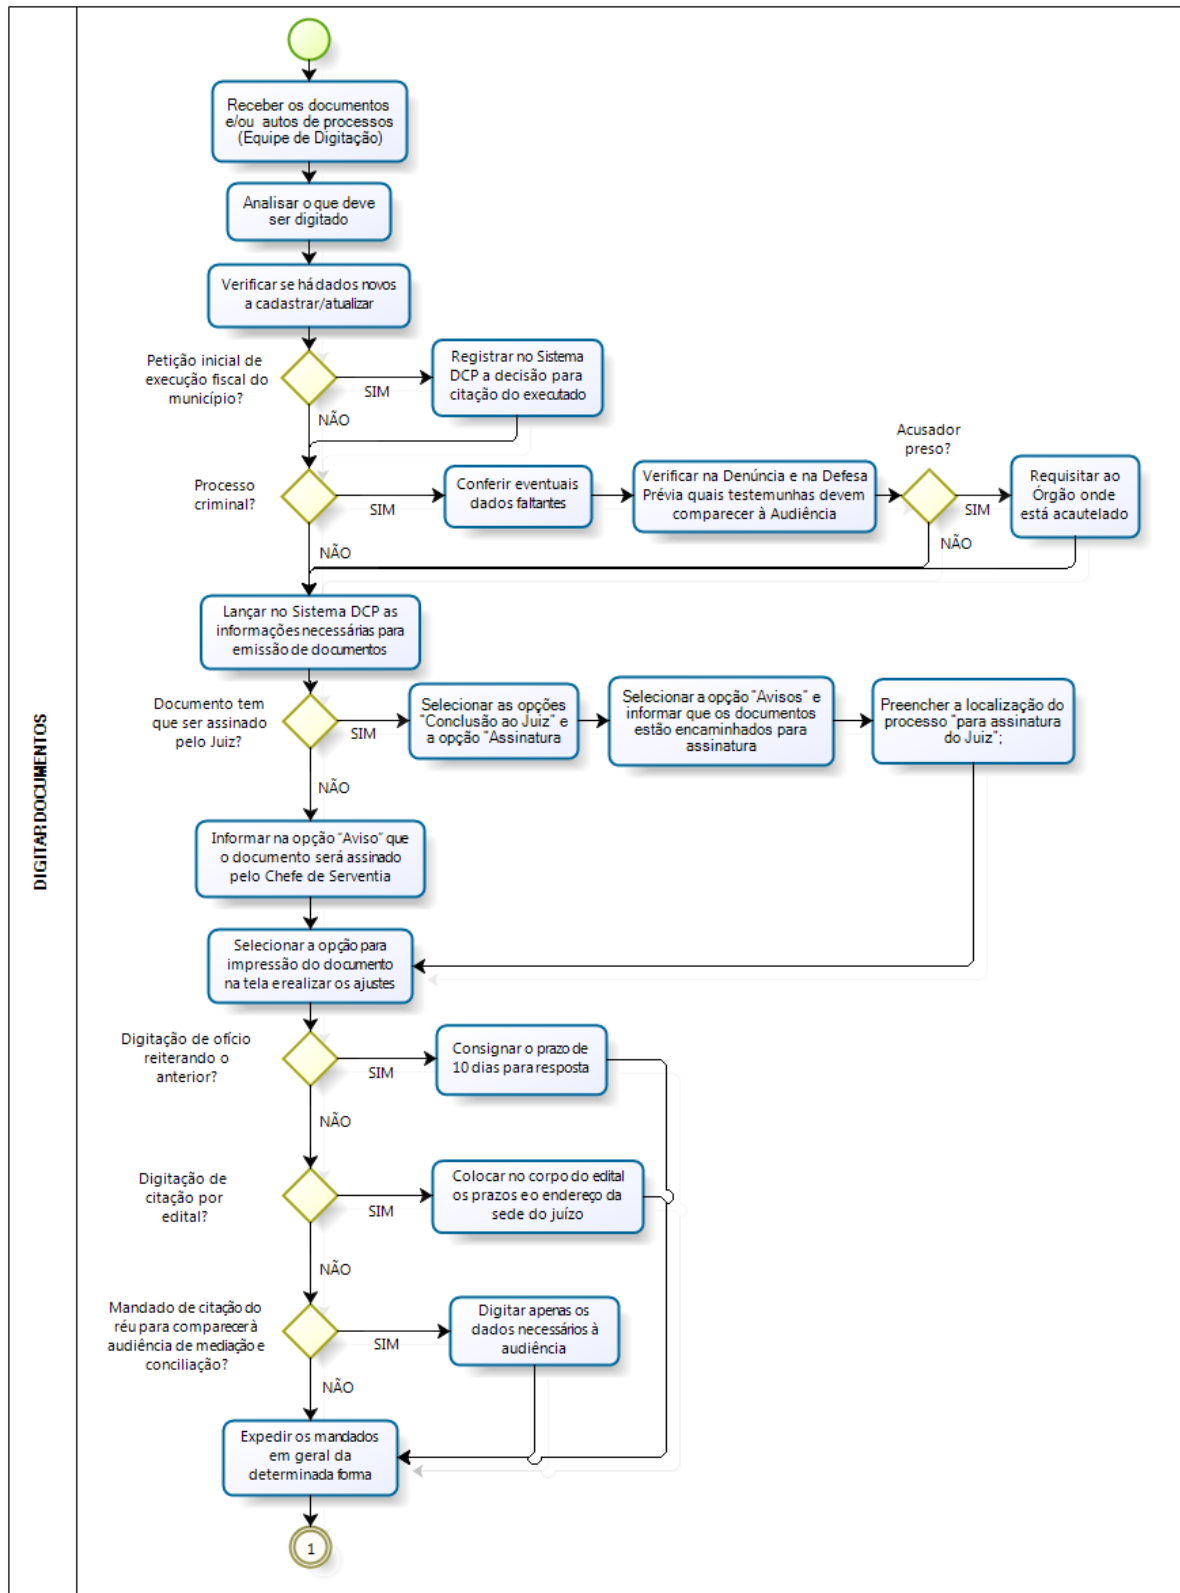 DIGITAR DOCUMENTOS
Receber os documentos
e/ou autos de processos
(Equipe de Digitação)
Analisar o que deve
ser digitado
Verificar se há dados novos
a cadastrar/atualizar
Petição inicial de
execução fiscal do
município?
SIM
NÃO
Registrar no Sistema
DCP a decisão para
citação do executado
Processo
criminal?
SIM
NÃO
Conferir eventuais
dados faltantes
Verificar na Denúncia e na Defesa
Prévia quais testemunhas devem
comparecer à Audiência
Acusador
preso?
SIM
NÃO
Requisitar ao
Órgão onde
está acautelado
Lançar no Sistema DCP as
informações necessárias para
emissão de documentos
Documento tem
que ser assinado
pelo Juiz?
SIM
NÃO
Selecionar as opções
"Conclusão ao Juiz" e
a opção "Assinatura
Selecionar a opção "Avisos" e
informar que os documentos
estão encaminhados para
assinatura
Preencher a localização do
processo "para assinatura
do Juiz";
Informar na opção "Aviso" que
o documento será assinado
pelo Chefe de Serventia
Selecionar a opção para
impressão do documento
na tela e realizar os ajustes
Digitação de ofício
reiterando o
anterior?
SIM
NÃO
Consignar o prazo de
10 dias para resposta
Digitação de
citação por
edital?
SIM
NÃO
Colocar no corpo do edital
os prazos e o endereço da
sede do juízo
Mandado de citação do
réu para comparecer à
audiência de mediação e
conciliação?
SIM
NÃO
Digitar apenas os
dados necessários à
audiência
Expedir os mandados
em geral da
determinada forma
1